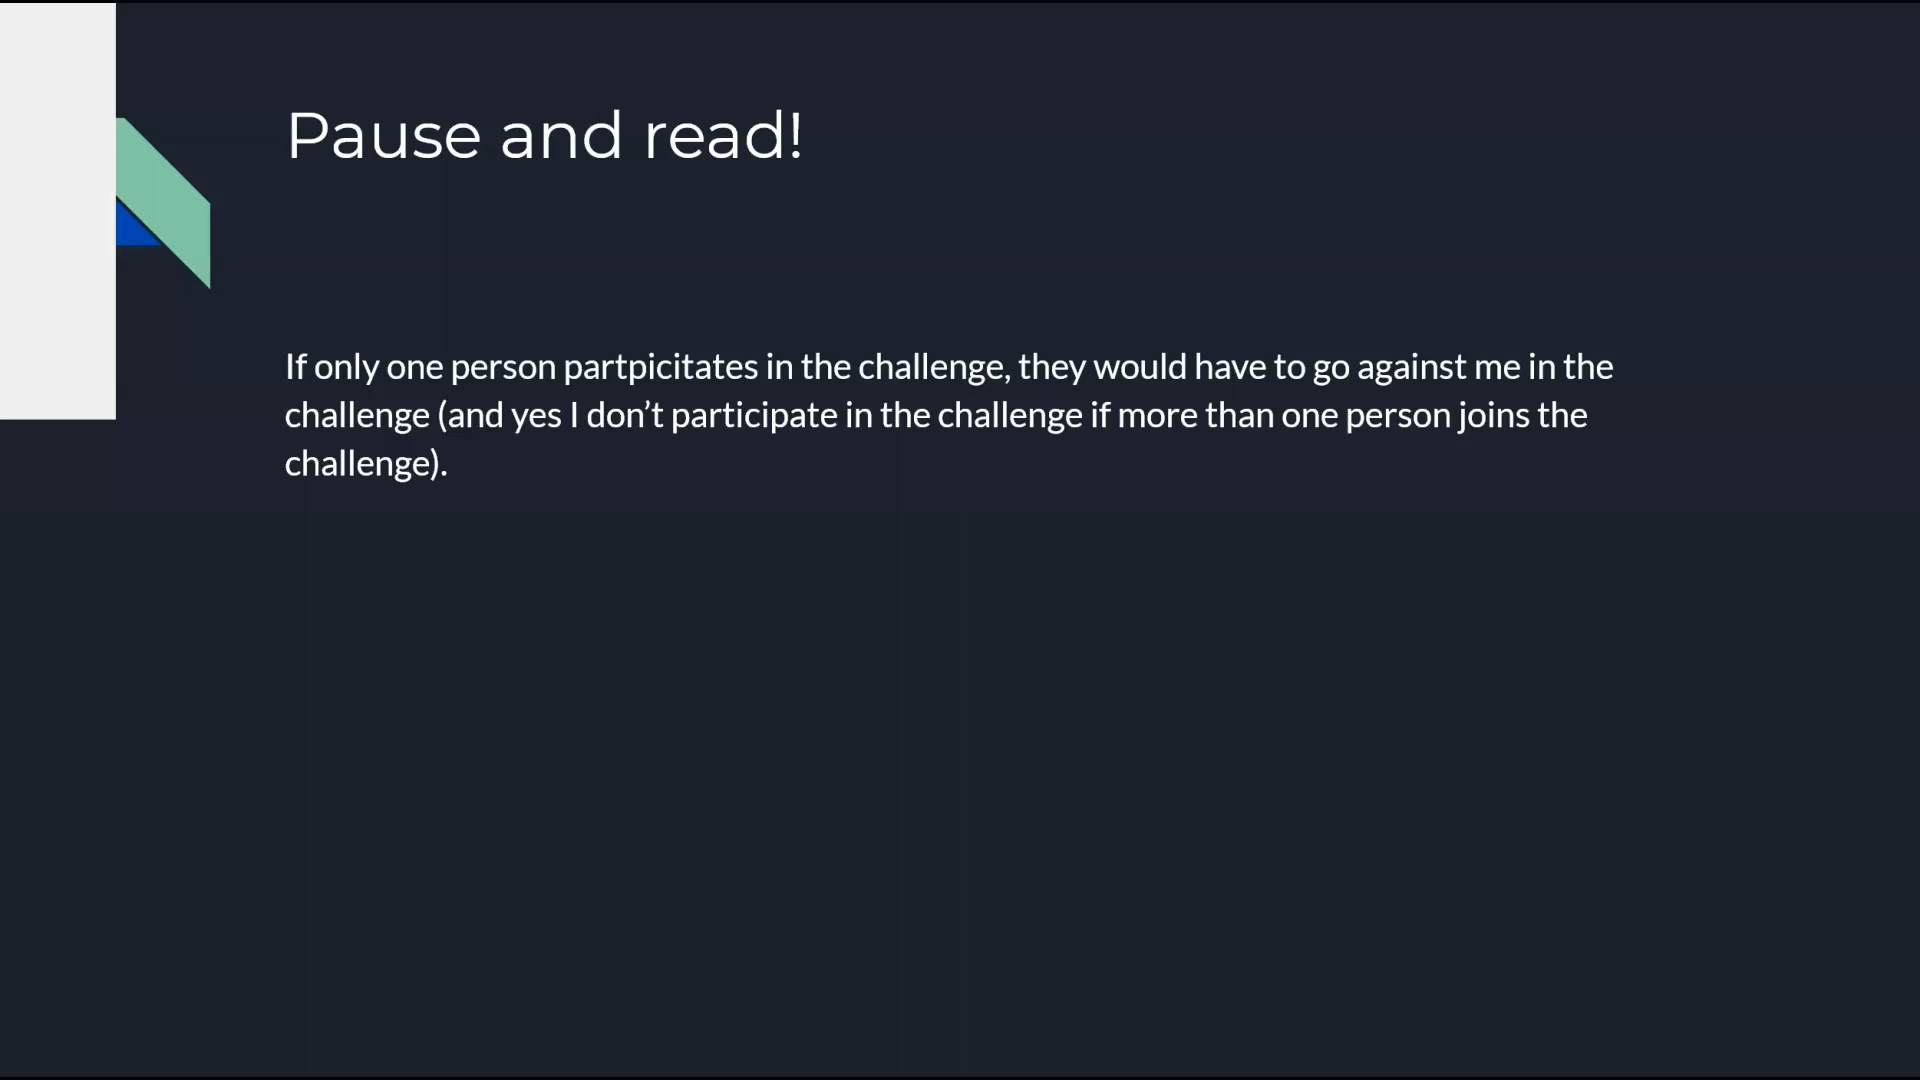 Pause and read!
If only one person partpicitates in the challenge, they would have to go against me in the
challenge (and yes I don’t participate in the challenge if more than one person joins the
challenge).